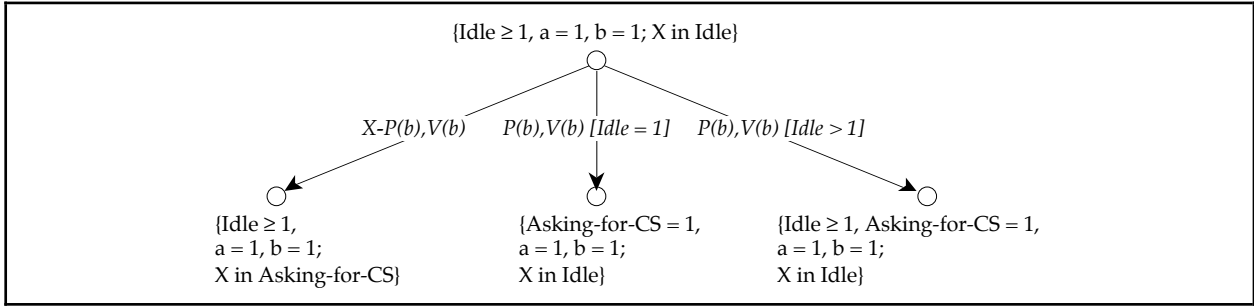 {Idle ≥ 1, a = 1, b = 1; X in Idle}
X-P(b),V(b)
P(b),V(b) [Idle = 1]
P(b),V(b) [Idle > 1]
{Idle ≥ 1,
a = 1, b = 1;
X in Asking-for-CS}
{Asking-for-CS = 1,
a = 1, b = 1;
X in Idle}
{Idle ≥ 1, Asking-for-CS = 1,
a = 1, b = 1;
X in Idle}